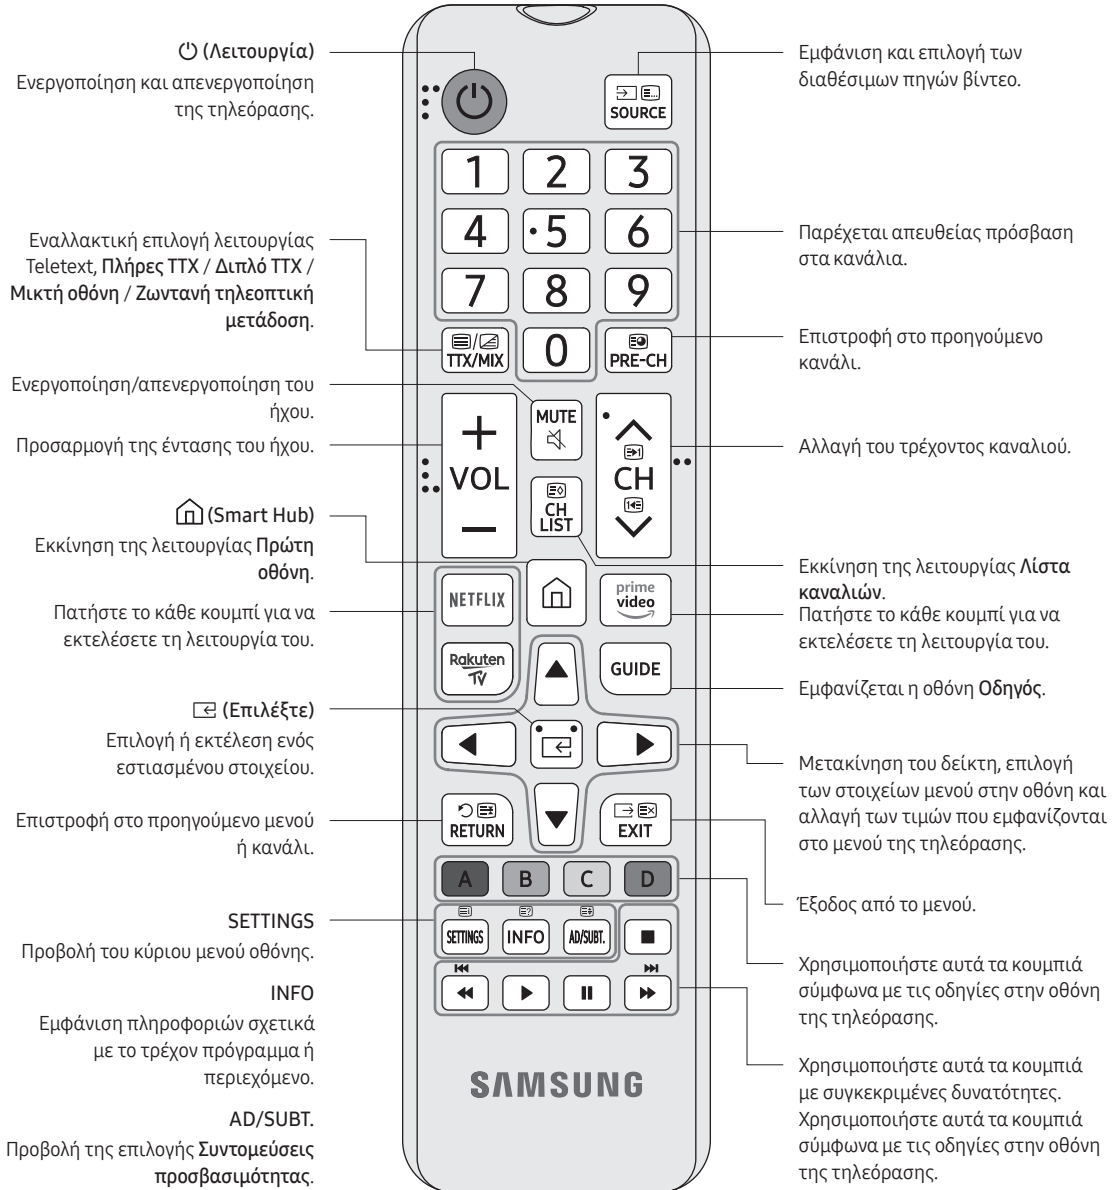 (Λειτουργία)
Ενεργοποίηση και απενεργοποίηση
της τηλεόρασης.
Εναλλακτική επιλογή λειτουργίας
Teletext, Πλήρες TTX / Διπλό TTX /
Μικτή οθόνη / Ζωντανή τηλεοπτική
μετάδοση.
Ενεργοποίηση/απενεργοποίηση του
ήχου.
Προσαρμογή της έντασης του ήχου.
(Smart Hub)
Εκκίνηση της λειτουργίας Πρώτη
οθόνη.
Πατήστε το κάθε κουμπί για να
εκτελέσετε τη λειτουργία του.
(Επιλέξτε)
Επιλογή ή εκτέλεση ενός
εστιασμένου στοιχείου.
Επιστροφή στο προηγούμενο μενού
ή κανάλι.
SETTINGS
Προβολή του κύριου μενού οθόνης.
INFO
Εμφάνιση πληροφοριών σχετικά
με το τρέχον πρόγραμμα ή
περιεχόμενο.
AD/SUBT.
Προβολή της επιλογής Συντομεύσεις
προσβασιμότητας.
SOURCE
1 2 3
4 5 6
7 8 9
TTX/MIX 0 PRE-CH
+ MUTE
VOL CH
− CH
LIST
NETFLIX prime
video
Rakuten
TV GUIDE
RETURN EXIT
A B C D
SETTINGS INFO AD/SUBT.
SAMSUNG
Εμφάνιση και επιλογή των
διαθέσιμων πηγών βίντεο.
Παρέχεται απευθείας πρόσβαση
στα κανάλια.
Επιστροφή στο προηγούμενο
κανάλι.
Αλλαγή του τρέχοντος καναλιού.
Εκκίνηση της λειτουργίας Λίστα
καναλιών.
Πατήστε το κάθε κουμπί για να
εκτελέσετε τη λειτουργία του.
Εμφανίζεται η οθόνη Οδηγός.
Μετακίνηση του δείκτη, επιλογή
των στοιχείων μενού στην οθόνη και
αλλαγή των τιμών που εμφανίζονται
στο μενού της τηλεόρασης.
Έξοδος από το μενού.
Χρησιμοποιήστε αυτά τα κουμπιά
σύμφωνα με τις οδηγίες στην οθόνη
της τηλεόρασης.
Χρησιμοποιήστε αυτά τα κουμπιά
με συγκεκριμένες δυνατότητες.
Χρησιμοποιήστε αυτά τα κουμπιά
σύμφωνα με τις οδηγίες στην οθόνη
της τηλεόρασης.